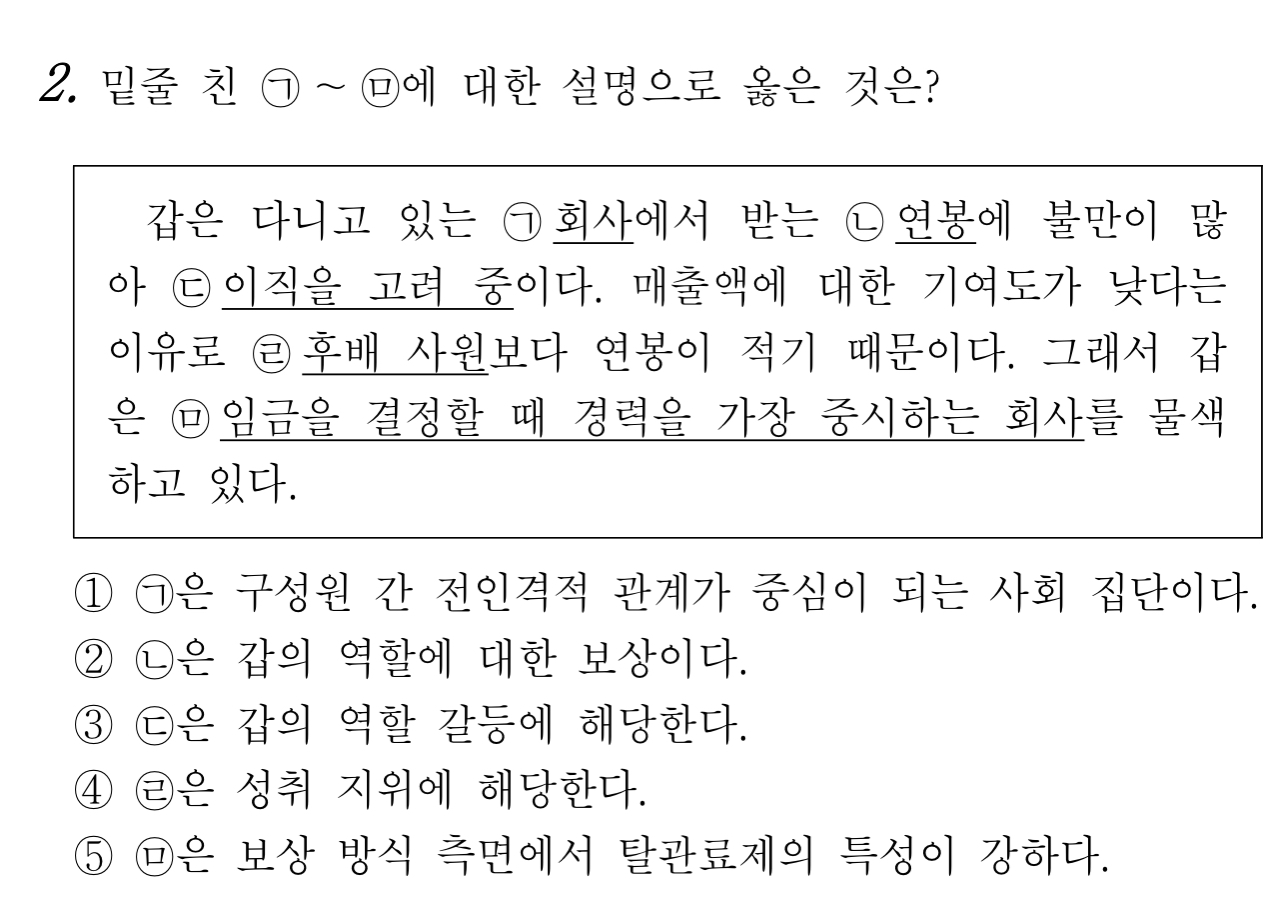 2. 밑줄 친 ㉠ ~ ㉤에 대한 설명으로 옳은 것은?
갑은 다니고 있는 ㉠ 회사에서 받는 ㉡ 연봉에 불만이 많
아 ㉢ 이직을 고려 중이다. 매출액에 대한 기여도가 낮다는
이유로 ㉣ 후배 사원보다 연봉이 적기 때문이다. 그래서 갑
은 ㉤ 임금을 결정할 때 경력을 가장 중시하는 회사를 물색
하고 있다.
① ㉠은 구성원 간 전인격적 관계가 중심이 되는 사회 집단이다.
② ㉡은 갑의 역할에 대한 보상이다.
③ ㉢은 갑의 역할 갈등에 해당한다.
④ ㉣은 성취 지위에 해당한다.
⑤ ㉤은 보상 방식 측면에서 탈관료제의 특성이 강하다.